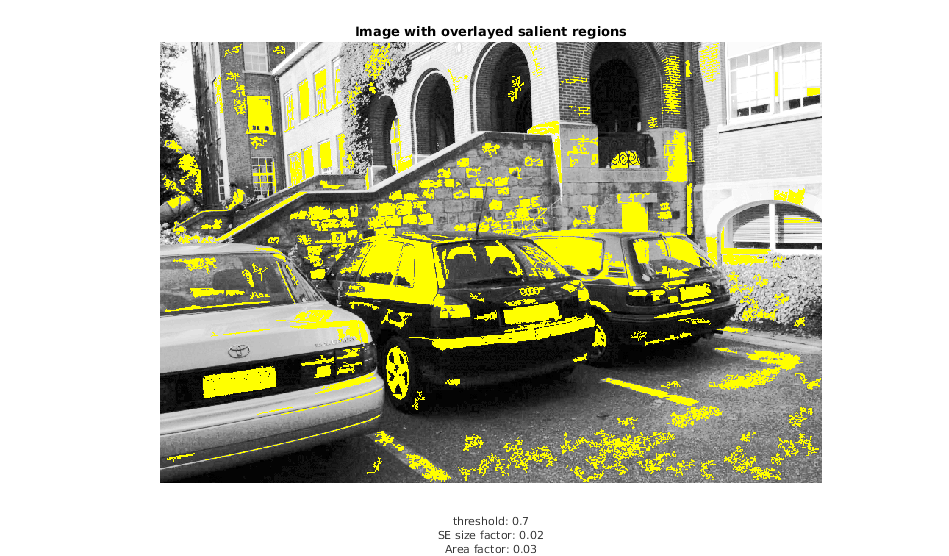 Image with overlayed salient regions
threshold: 0.7
SE size factor: 0.02
Area factor: 0.03